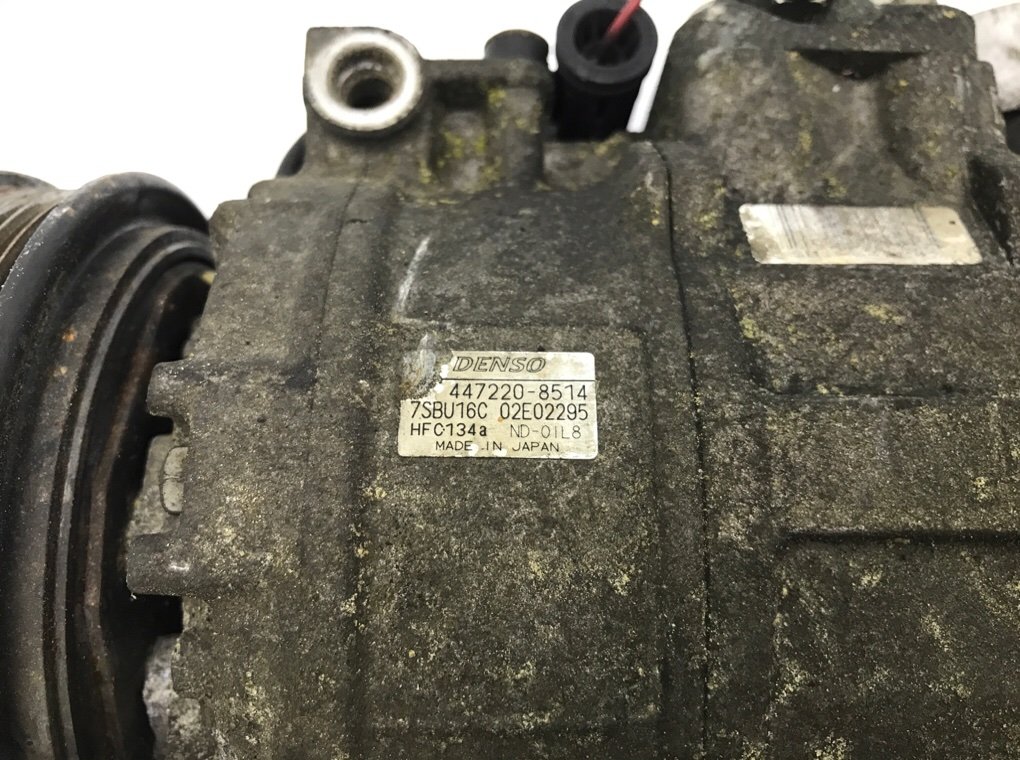 DENSO
447220-8514
7SBU16C 02E02295
HFC134a ND-OIL8
MADE IN JAPAN